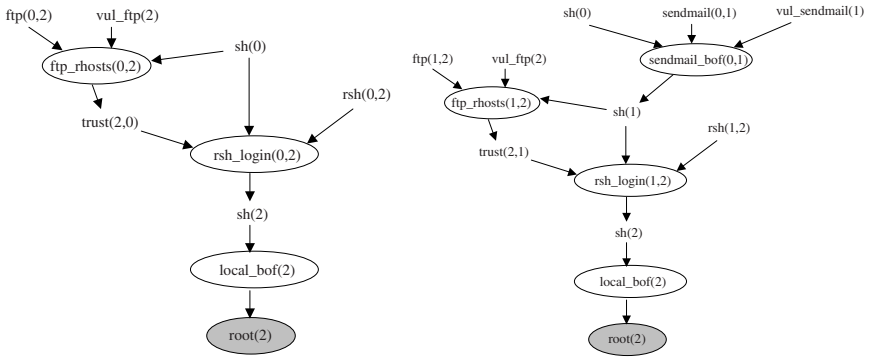 ftp(0,2)
vul_ftp(2)
sh(0)
ftp_rhosts(0,2)
rsh(0,2)
trust(2,0)
rsh_login(0,2)
sh(2)
local_bof(2)
root(2)
sh(0)
sendmail(0,1)
vul_sendmail(1)
sendmail_bof(0,1)
ftp(1,2)
vul_ftp(2)
ftp_rhosts(1,2)
sh(1)
rsh(1,2)
trust(2,1)
rsh_login(1,2)
sh(2)
local_bof(2)
root(2)